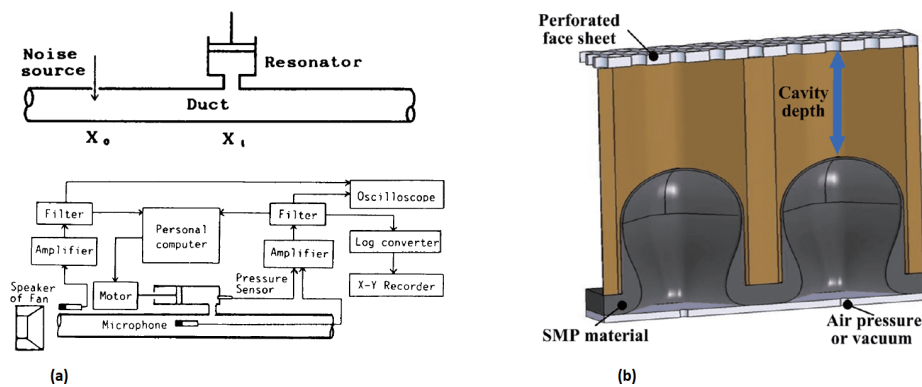 Noise
source
Resonator
Duct
X₀
X₁
Oscilloscope
Filter
Personal
computer
Filter
Amplifier
Amplifier
Log converter
Speaker
of Fan
Motor
Pressure
Sensor
X-Y Recorder
Microphone
(a)
Perforated
face sheet
Cavity
depth
SMP material
Air pressure
or vacuum
(b)